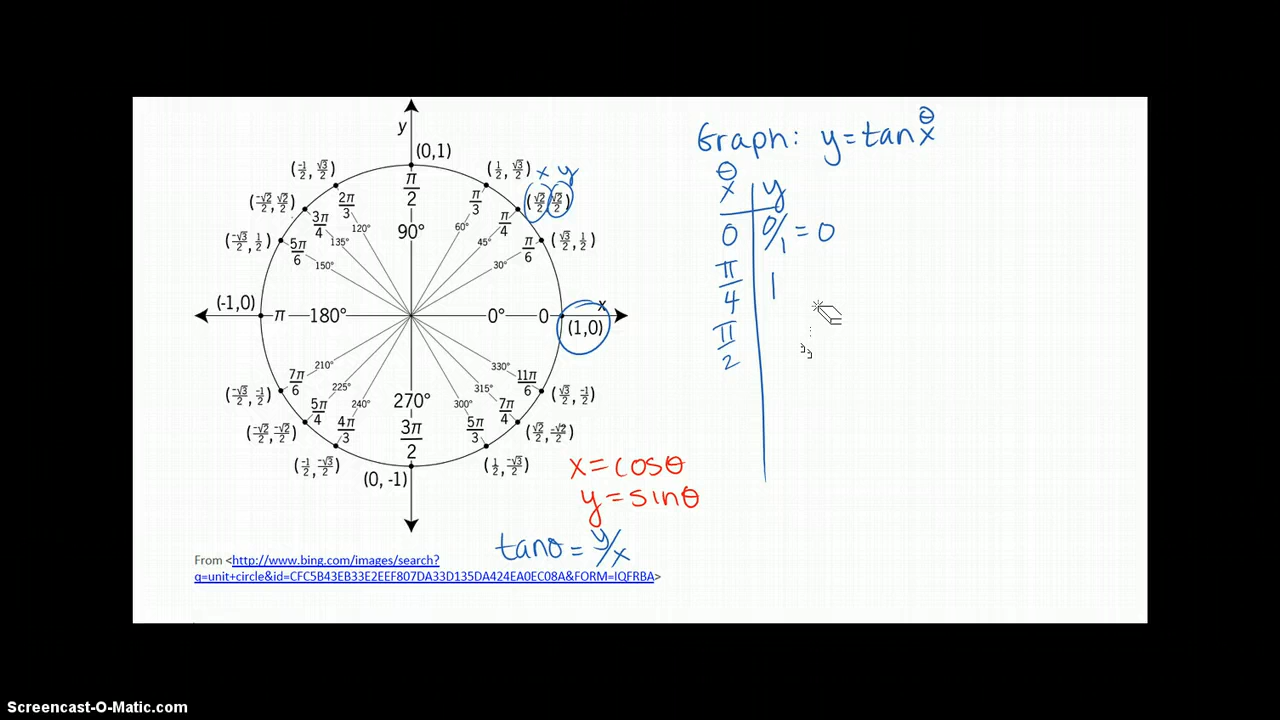 y
(0,1)
(-1/2, √3/2) (1/2, √3/2) x y
π/2
(-√2/2, √2/2) 2π/3 π/3 (√2/2, √2/2)
3π/4 120° 90° 60° π/4
135° 45°
(-√3/2, 1/2) 5π/6 π/6 (√3/2, 1/2)
150° 30°
(-1,0) x
π 180° 0° 0 (1,0)
210° 330°
7π/6 11π/6
(-√3/2, -1/2) 225° 315° (√3/2, -1/2)
5π/4 240° 270° 300° 7π/4
(-√2/2, -√2/2) 4π/3 3π/2 5π/3 (√2/2, -√2/2)
(-1/2, -√3/2) (1/2, -√3/2)
(0, -1)
x=cosθ
y=sinθ
tanθ=y/x
From <http://www.bing.com/images/search?
q=unit+circle&id=CFC5B43EB33E2EEF807DA33D135DA424EA0EC08A&FORM=IQFRBA>
θ
Graph: y=tan x
θ
x y
0 0/1 = 0
π/4 1
π/2
Screencast-O-Matic.com